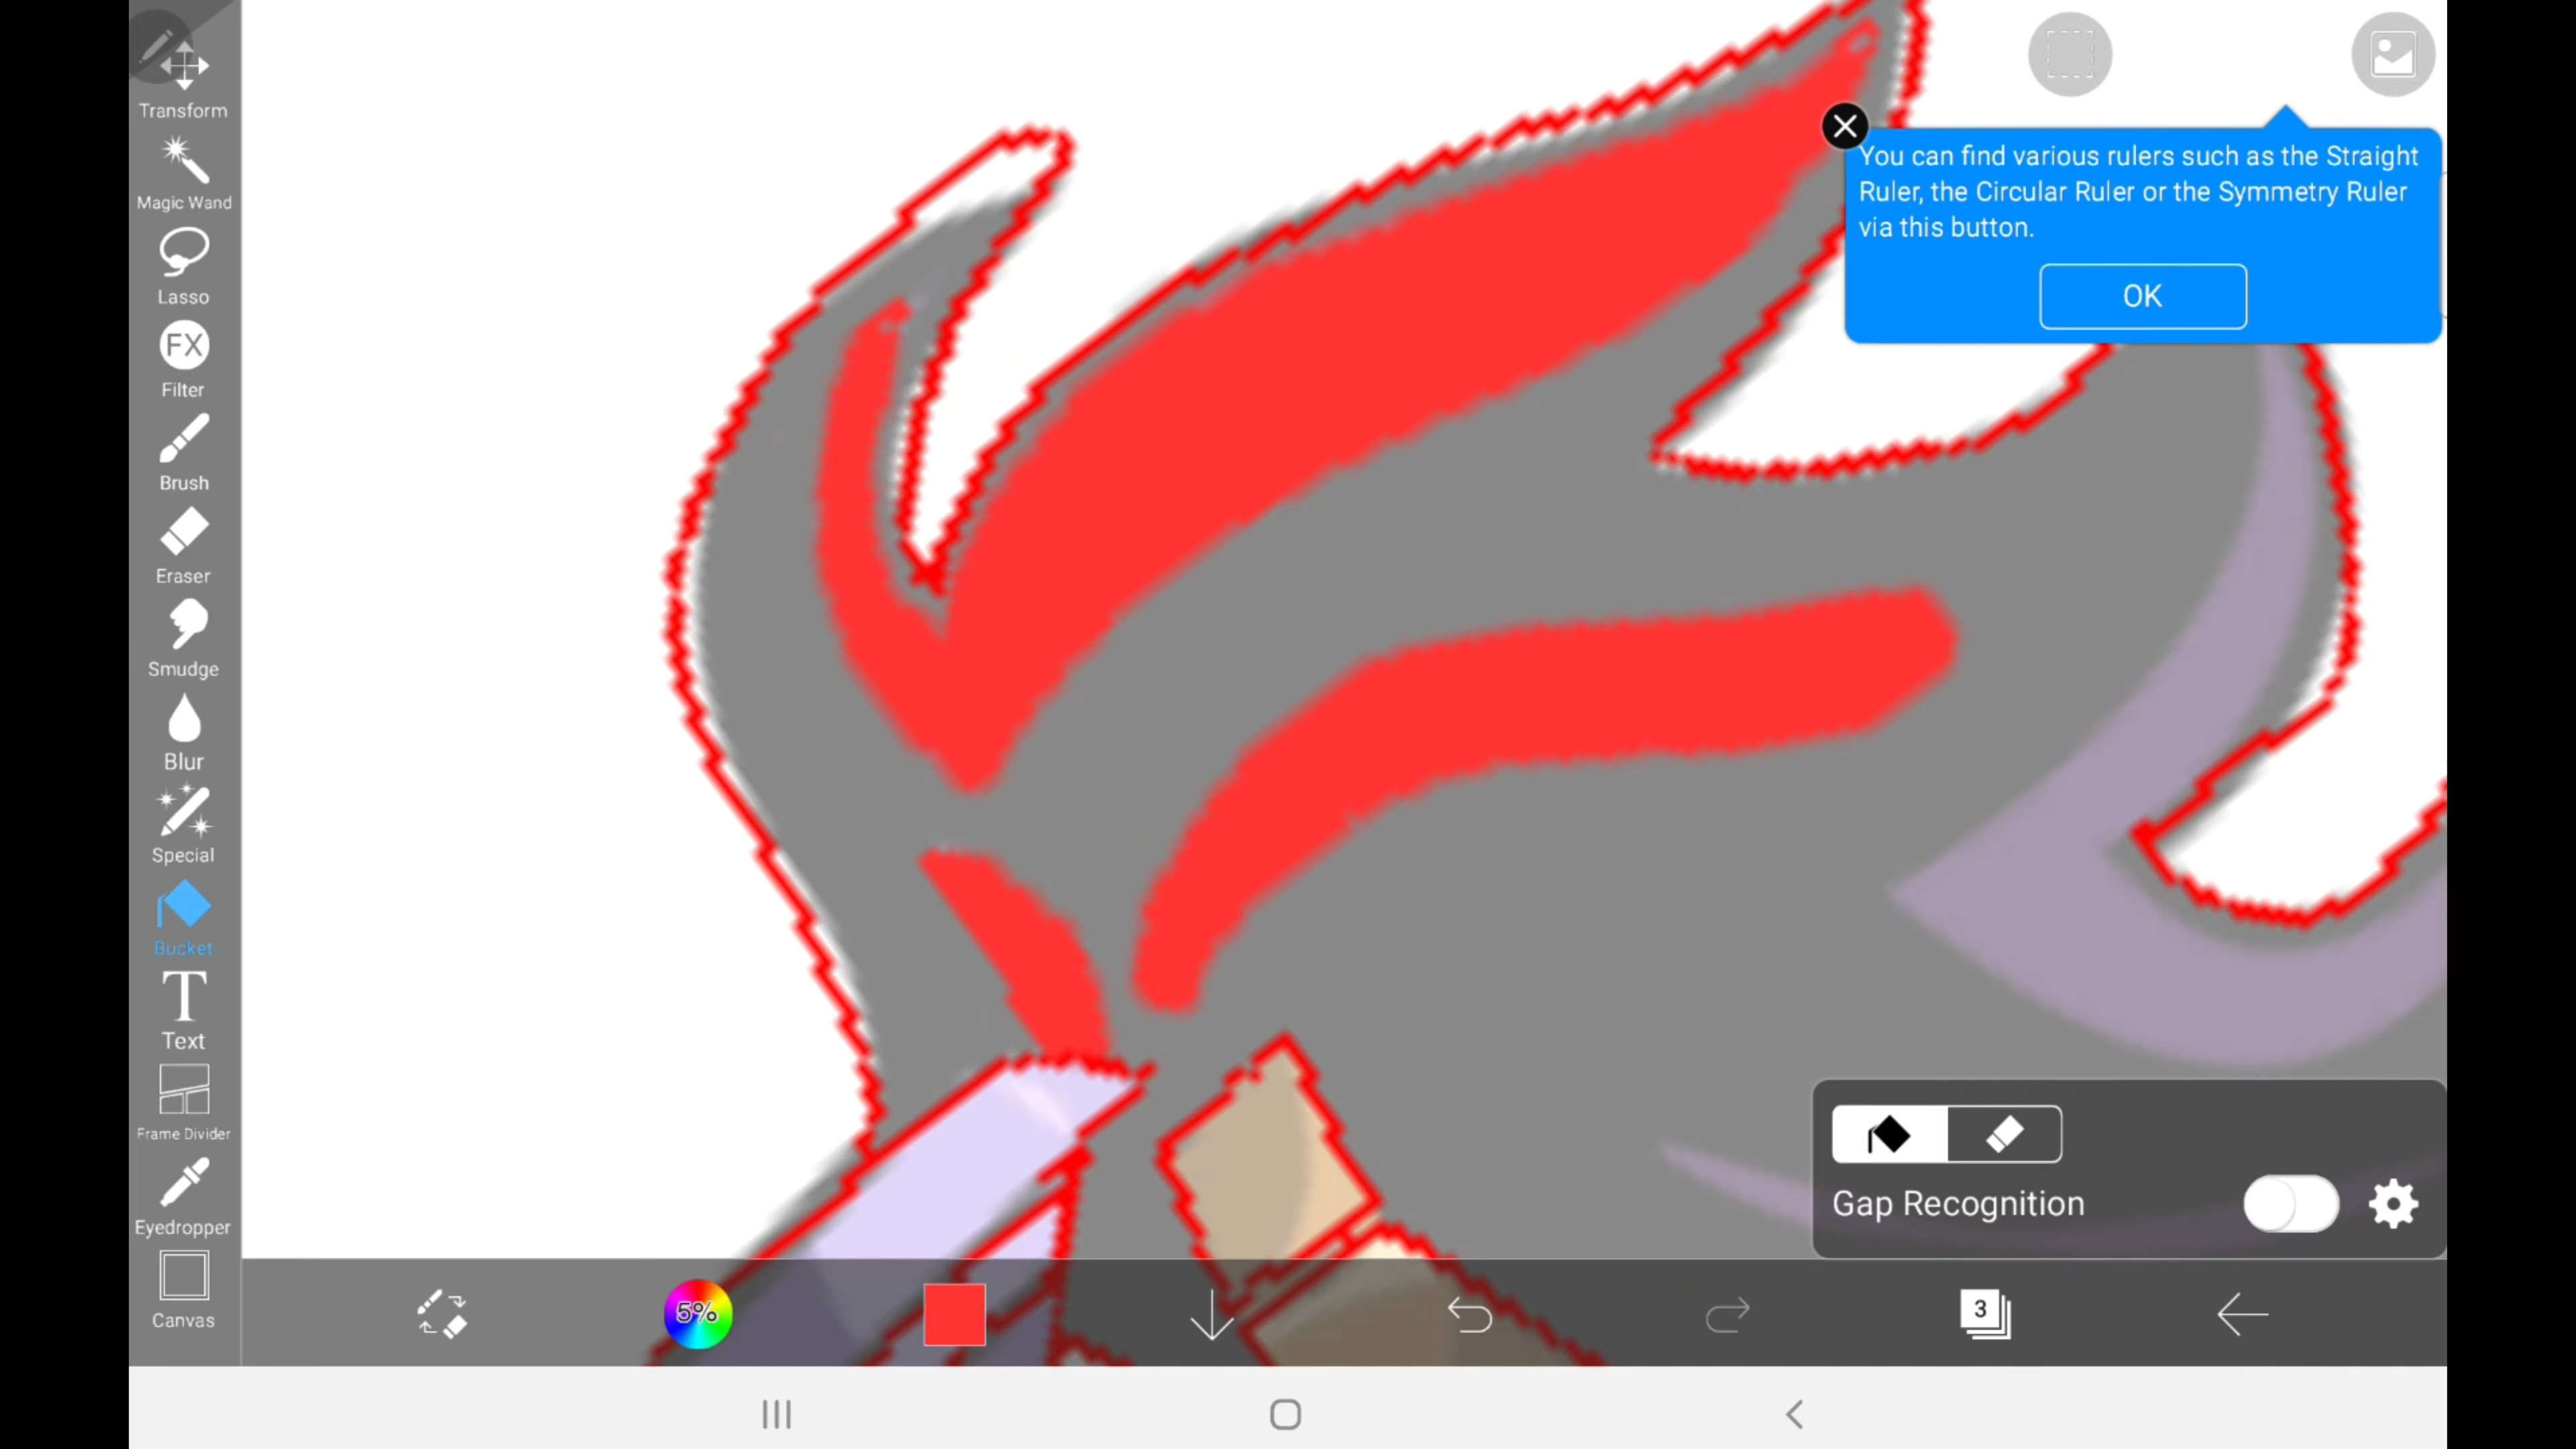 Transform
Magic Wand
Lasso
FX
Filter
Brush
Eraser
Smudge
Blur
Special
Bucket
T
Text
Frame Divider
Eyedropper
Canvas
You can find various rulers such as the Straight
Ruler, the Circular Ruler or the Symmetry Ruler
via this button.
OK
Gap Recognition
5%
3